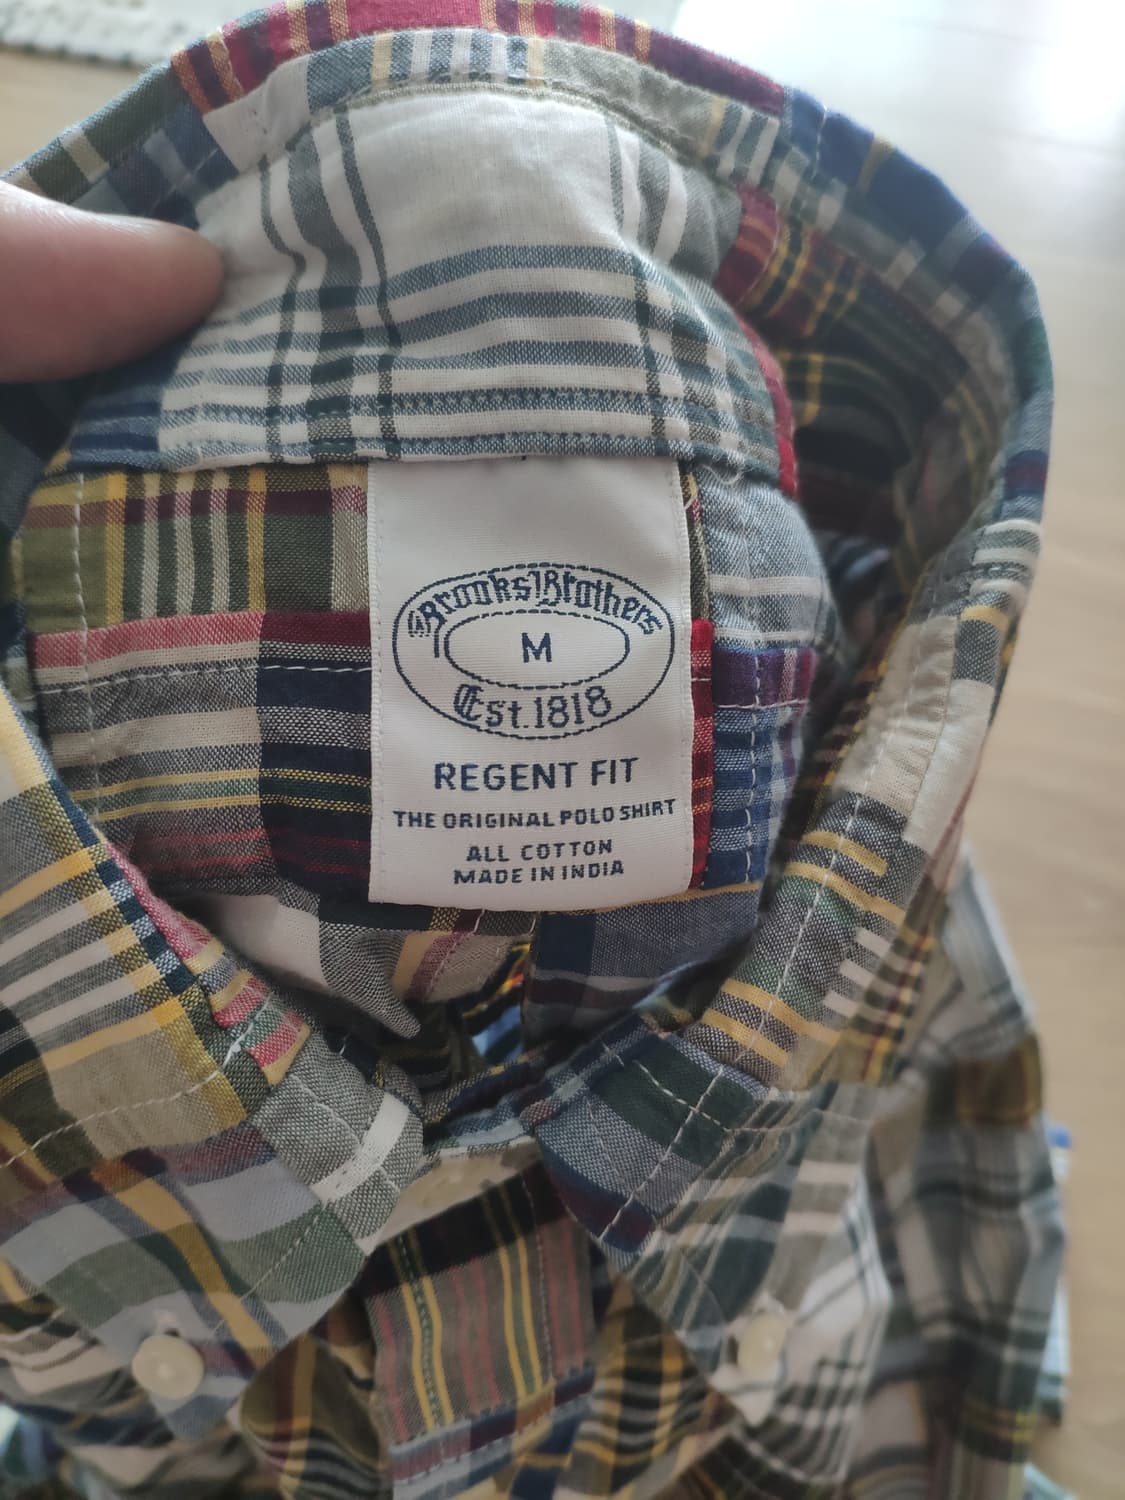 Brooks Brothers
M
Est.1818
REGENT FIT
THE ORIGINAL POLO SHIRT
ALL COTTON
MADE IN INDIA